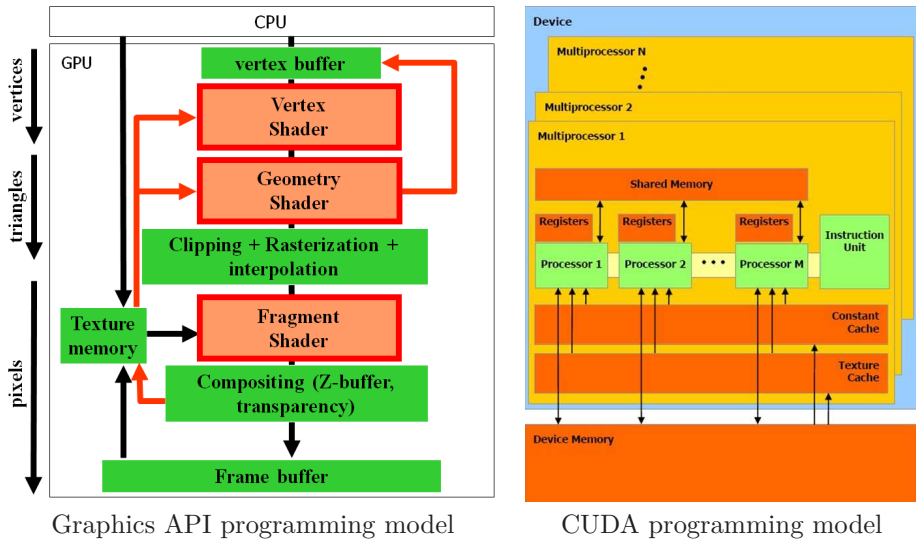 CPU
GPU
vertices
triangles
pixels
vertex buffer
Vertex
Shader
Geometry
Shader
Clipping + Rasterization +
interpolation
Texture
memory
Fragment
Shader
Compositing (Z-buffer,
transparency)
Frame buffer
Graphics API programming model
Device
Multiprocessor N
Multiprocessor 2
Multiprocessor 1
Shared Memory
Registers
Registers
Registers
Processor 1
Processor 2
Processor M
Instruction
Unit
Constant
Cache
Texture
Cache
Device Memory
CUDA programming model